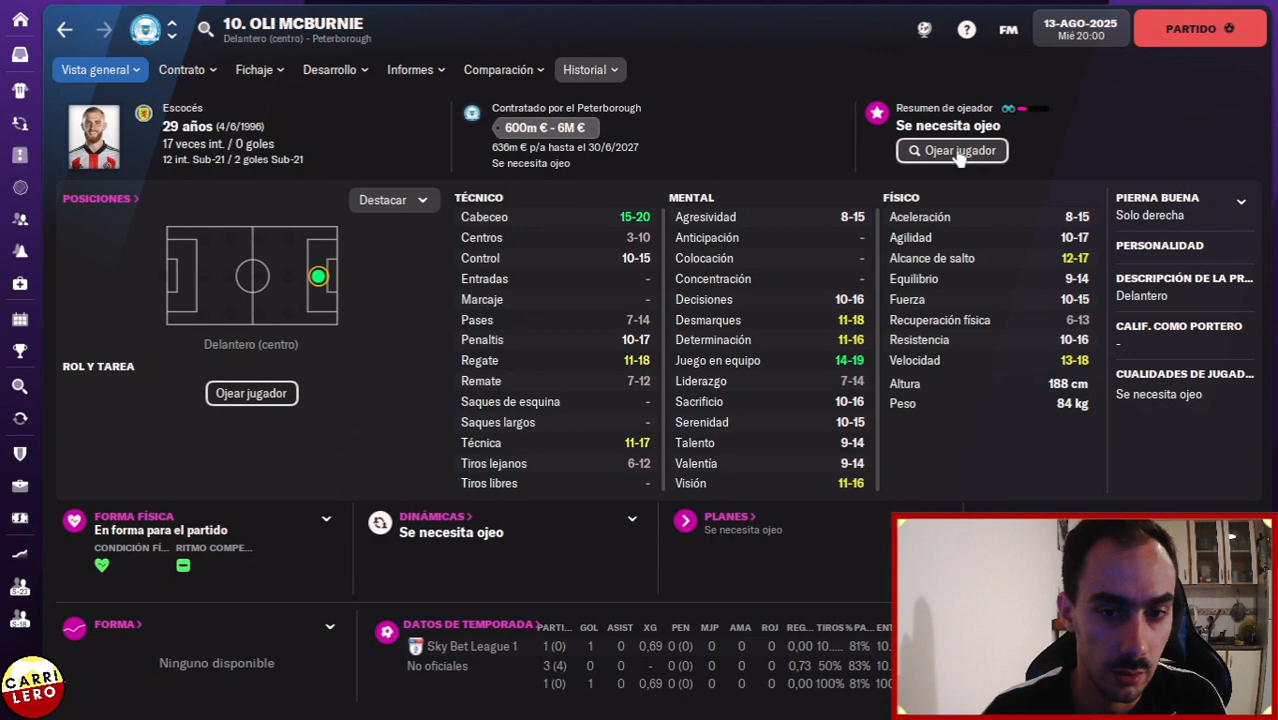 10. OLI MCBURNIE
Delantero (centro) - Peterborough
FM
13-AGO-2025
Mié 20:00
PARTIDO
Vista general
Contrato
Fichaje
Desarrollo
Informes
Comparación
Historial
Escocés
29 años (4/6/1996)
17 veces int. / 0 goles
12 int. Sub-21 / 2 goles Sub-21
Contratado por el Peterborough
600m € - 6M €
636m € p/a hasta el 30/6/2027
Se necesita ojeo
Resumen de ojeador
Se necesita ojeo
Ojear jugador
POSICIONES >
Destacar
Delantero (centro)
ROL Y TAREA
Ojear jugador
TÉCNICO
Cabeceo 15-20
Centros 3-10
Control 10-15
Entradas -
Marcaje -
Pases 7-14
Penaltis 10-17
Regate 11-18
Remate 7-12
Saques de esquina -
Saques largos -
Técnica 11-17
Tiros lejanos 6-12
Tiros libres -
MENTAL
Agresividad 8-15
Anticipación -
Colocación -
Concentración -
Decisiones 10-16
Desmarques 11-18
Determinación 11-16
Juego en equipo 14-19
Liderazgo 7-14
Sacrificio 10-16
Serenidad 10-15
Talento 9-14
Valentía 9-14
Visión 11-16
FÍSICO
Aceleración 8-15
Agilidad 10-17
Alcance de salto 12-17
Equilibrio 9-14
Fuerza 10-15
Recuperación física 6-13
Resistencia 10-16
Velocidad 13-18
Altura 188 cm
Peso 84 kg
PIERNA BUENA
Solo derecha
PERSONALIDAD
DESCRIPCIÓN DE LA PR...
Delantero
CALIF. COMO PORTERO
-
CUALIDADES DE JUGAD...
Se necesita ojeo
FORMA FÍSICA
En forma para el partido
CONDICIÓN FÍ... RITMO COMPE...
DINÁMICAS >
Se necesita ojeo
PLANES >
Se necesita ojeo
FORMA >
Ninguno disponible
DATOS DE TEMPORADA > PARTI... GOL ASIST XG PEN MJP AMA ROJ REG... TIROS % PA... ENT
Sky Bet League 1 1 (0) 1 0 0,69 0 (0) 0 0 0 0,00 10..... 81% 10.
No oficiales 3 (4) 0 0 - 0 (0) 0 0 0 0,73 50% 83% 10.
1 (0) 1 0 0,69 0 (0) 0 0 0 0,00 100% 81% 100
S-23
S-18
CARRI
LERO